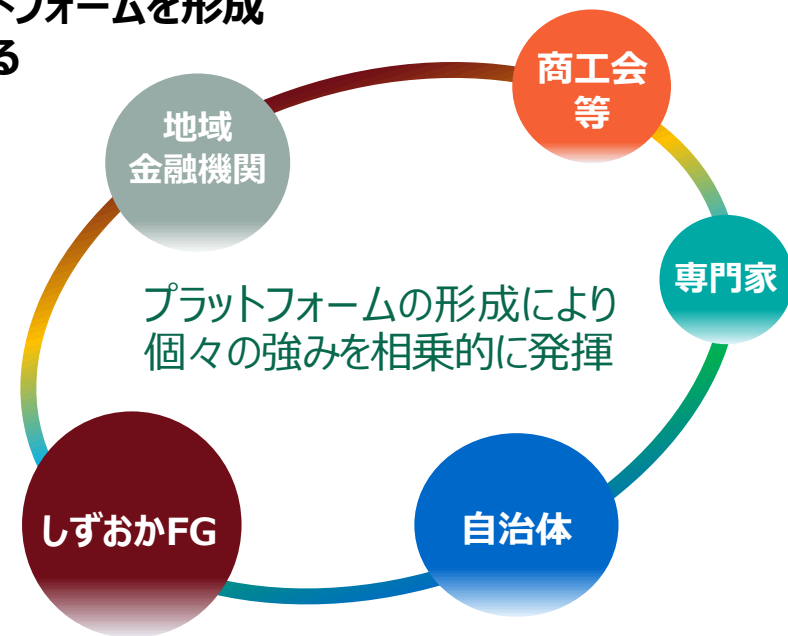 トフォームを形成
る
商工会
等
地域
金融機関
専門家
プラットフォームの形成により
個々の強みを相乗的に発揮
しずおかFG
自治体